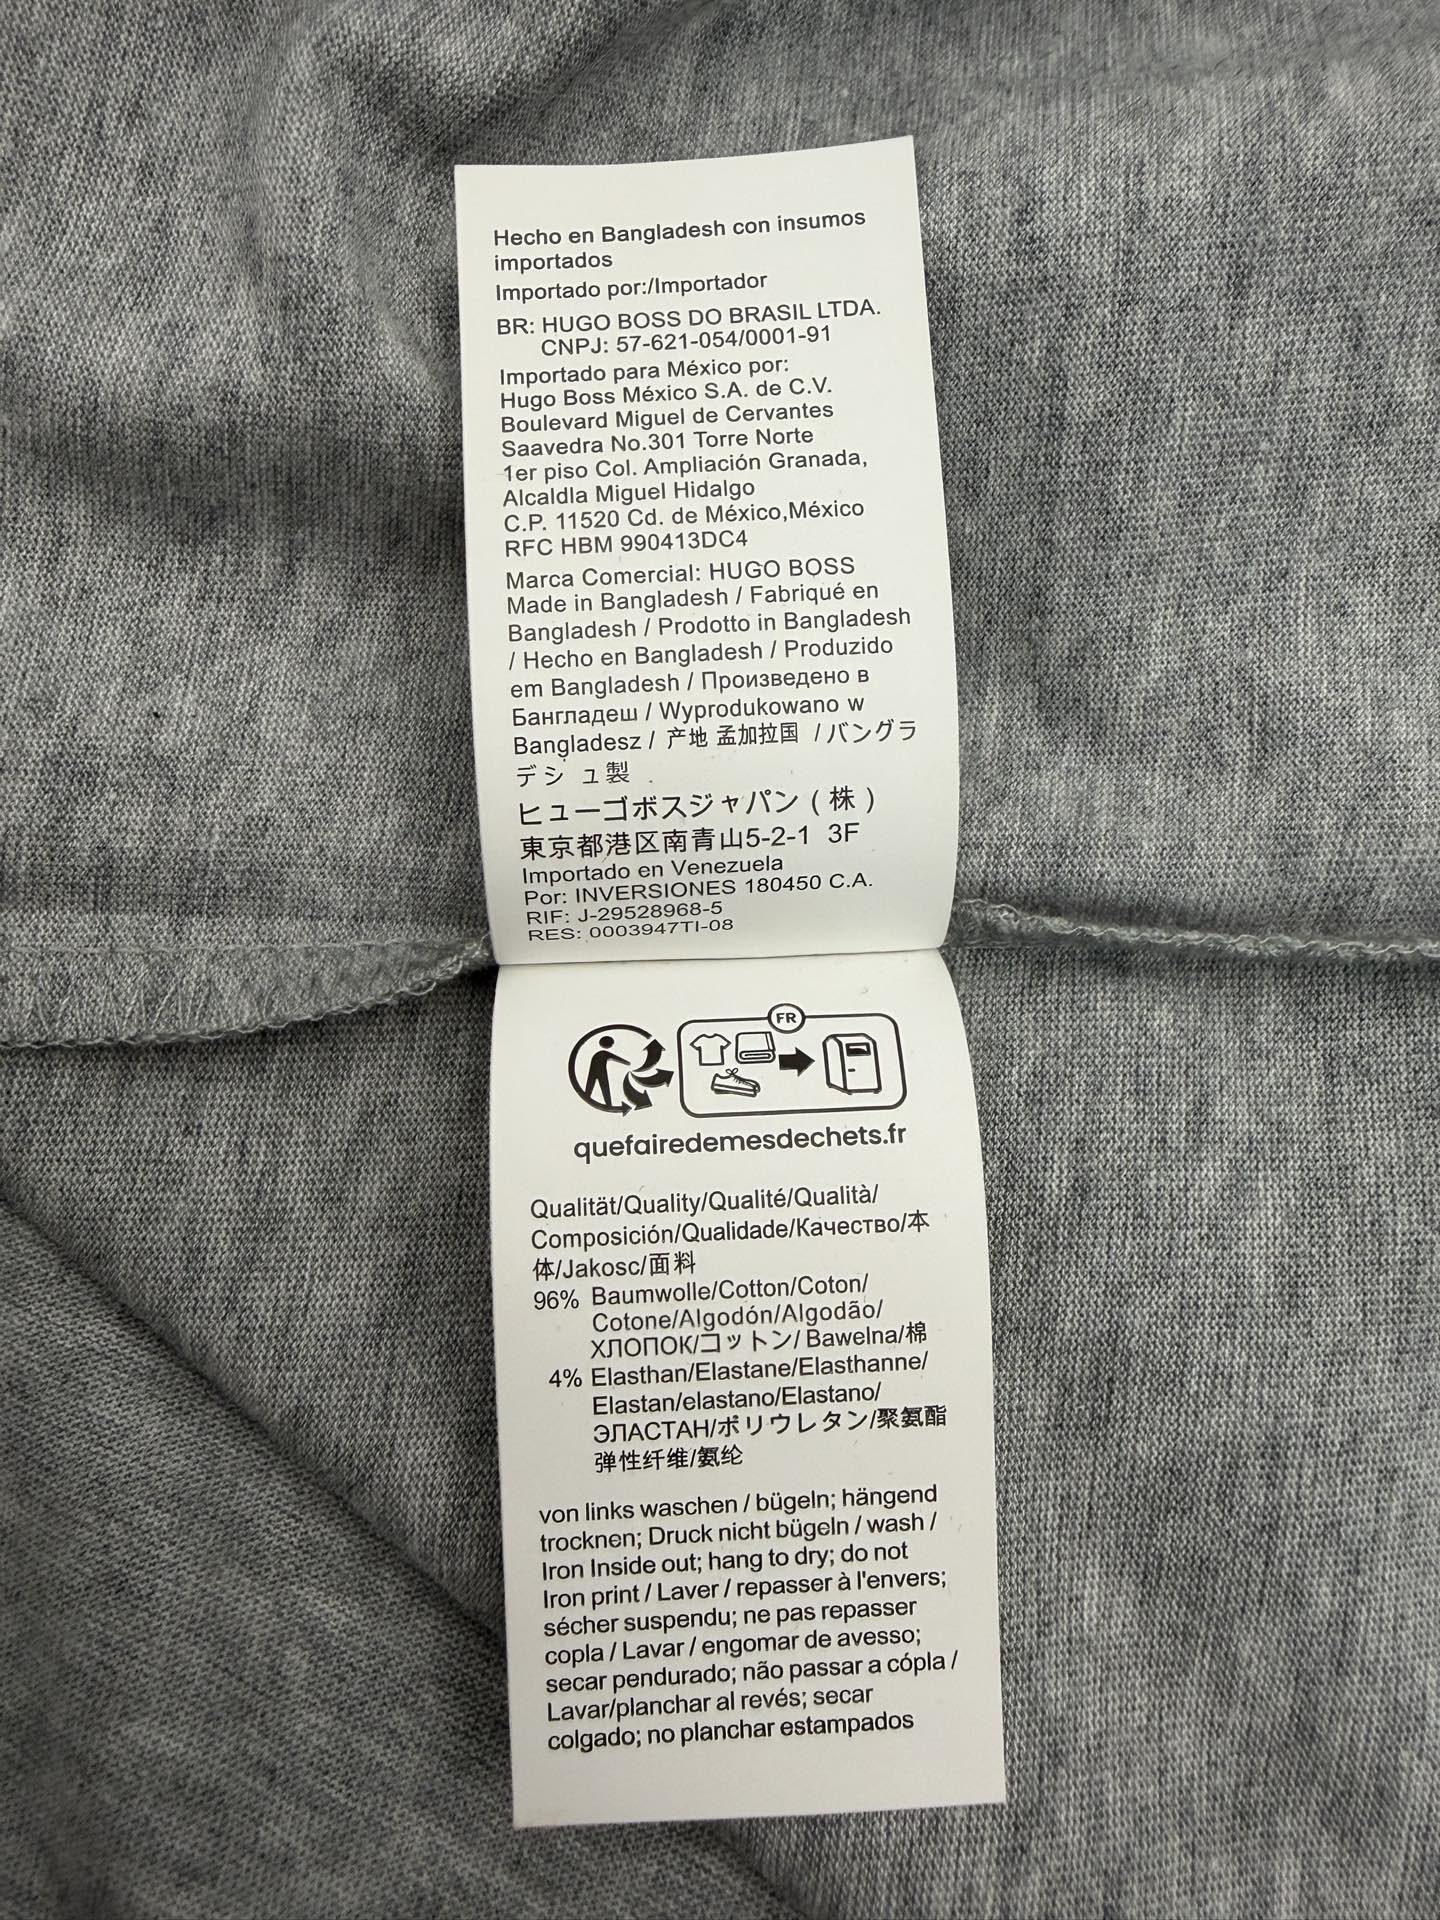 Hecho en Bangladesh con insumos
importados
Importado por:/Importador
BR: HUGO BOSS DO BRASIL LTDA.
CNPJ: 57-621-054/0001-91
Importado para México por:
Hugo Boss México S.A. de C.V.
Boulevard Miguel de Cervantes
Saavedra No.301 Torre Norte
1er piso Col. Ampliación Granada,
Alcaldla Miguel Hidalgo
C.P. 11520 Cd. de México,México
RFC HBM 990413DC4
Marca Comercial: HUGO BOSS
Made in Bangladesh / Fabriqué en
Bangladesh / Prodotto in Bangladesh
/ Hecho en Bangladesh / Produzido
em Bangladesh / Произведено в
Бангладеш / Wyprodukowano w
Bangladesz / 产地 孟加拉国 / バングラ
デシュ製
ヒューゴボスジャパン ( 株 )
東京都港区南青山5-2-1 3F
Importado en Venezuela
Por: INVERSIONES 180450 C.A.
RIF: J-29528968-5
RES: 0003947TI-08
FR
quefairedemesdechets.fr
Qualität/Quality/Qualité/Qualità/
Composición/Qualidade/Качество/本
体/Jakosc/面料
96% Baumwolle/Cotton/Coton/
Cotone/Algodón/Algodão/
ХЛОПОК/コットン/ Bawelna/棉
4% Elasthan/Elastane/Elasthanne/
Elastan/elastano/Elastano/
ЭЛАСТАН/ポリウレタン/聚氨酯
弹性纤维/氨纶
von links waschen / bügeln; hängend
trocknen; Druck nicht bügeln / wash /
Iron Inside out; hang to dry; do not
Iron print / Laver / repasser à l'envers;
sécher suspendu; ne pas repasser
copla / Lavar / engomar de avesso;
secar pendurado; não passar a cópla /
Lavar/planchar al revés; secar
colgado; no planchar estampados